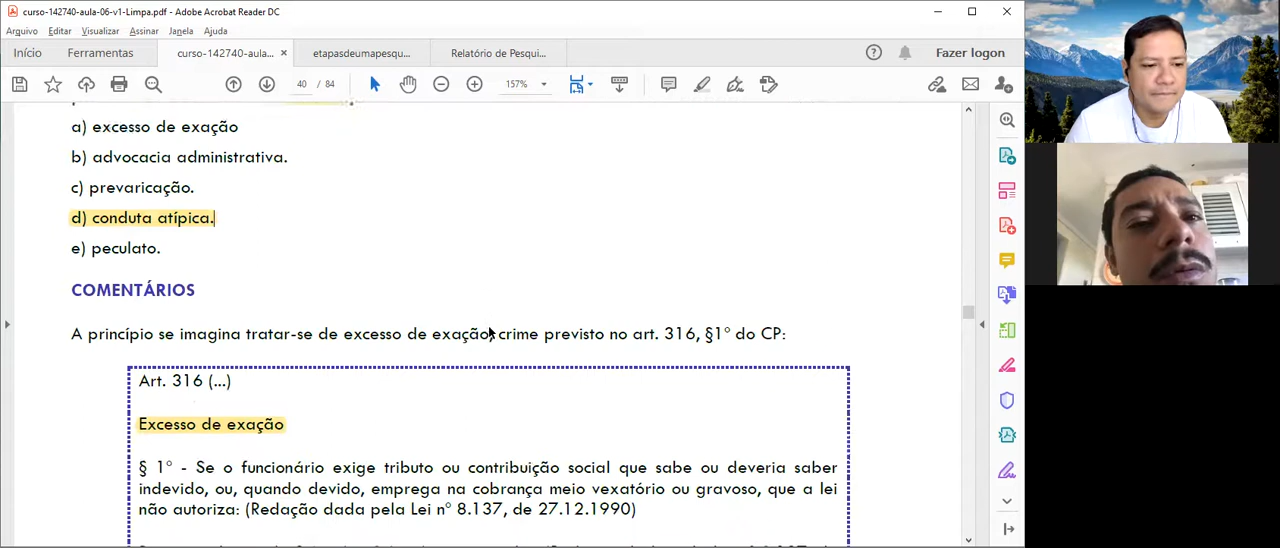 curso-142740-aula-06-v1-Limpa.pdf - Adobe Acrobat Reader DC
Arquivo Editar Visualizar Assinar Janela Ajuda
Início Ferramentas curso-142740-aula... × etapasdeumapesqu... Relatório de Pesqui... Fazer logon
40 / 84 157%
a) excesso de exação
b) advocacia administrativa.
c) prevaricação.
d) conduta atípica.
e) peculato.
COMENTÁRIOS
A princípio se imagina tratar-se de excesso de exação, crime previsto no art. 316, §1° do CP:
Art. 316 (...)
Excesso de exação
§ 1° - Se o funcionário exige tributo ou contribuição social que sabe ou deveria saber
indevido, ou, quando devido, emprega na cobrança meio vexatório ou gravoso, que a lei
não autoriza: (Redação dada pela Lei n° 8.137, de 27.12.1990)